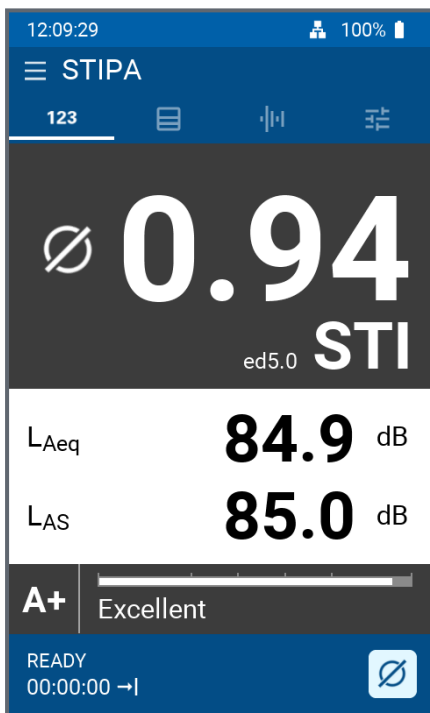 12:09:29 100%
☰ STIPA
123
Ø 0.94
ed5.0 STI
LAeq 84.9 dB
LAS 85.0 dB
A+ Excellent
READY
00:00:00 →|
Ø